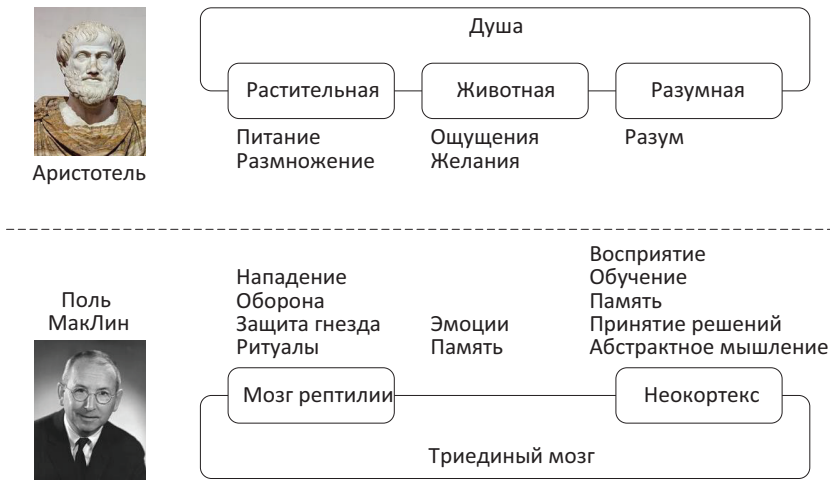 Душа
Растительная
Животная
Разумная
Питание
Размножение
Ощущения
Желания
Разум
Аристотель
Поль
МакЛин
Нападение
Оборона
Защита гнезда
Ритуалы
Эмоции
Память
Восприятие
Обучение
Память
Принятие решений
Абстрактное мышление
Мозг рептилии
Неокортекс
Триединый мозг